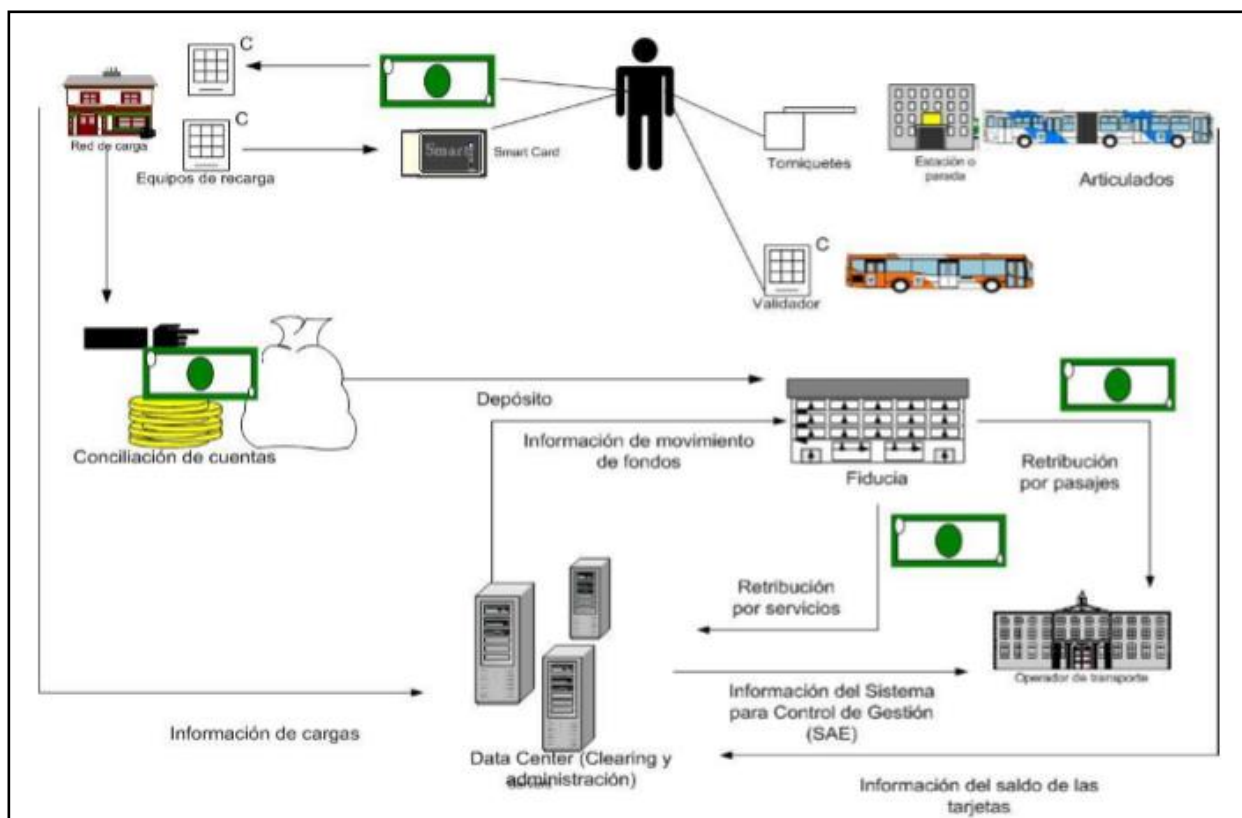 C
Red de carga
C
Equipos de recarga
Smart
Smart Card
Torniquetes
Estación o
parada
Articulados
C
Validador
Conciliación de cuentas
Depósito
Información de movimiento
de fondos
Fiducia
Retribución
por pasajes
Retribución
por servicios
Operador de transporte
Información del Sistema
para Control de Gestión
(SAE)
Información de cargas
Data Center (Clearing y
administración)
Información del saldo de las
tarjetas